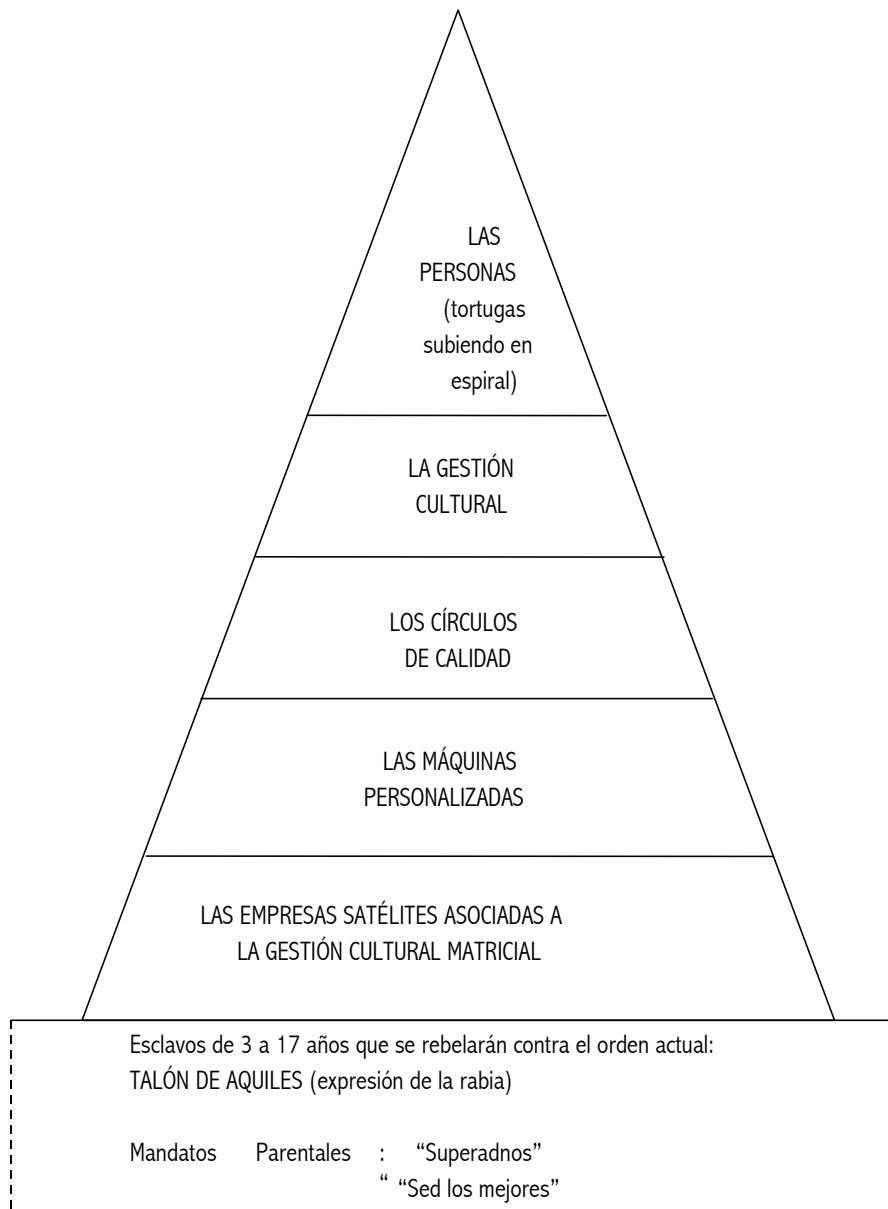 LAS
PERSONAS
(tortugas
subiendo en
espiral)
LA GESTIÓN
CULTURAL
LOS CÍRCULOS
DE CALIDAD
LAS MÁQUINAS
PERSONALIZADAS
LAS EMPRESAS SATÉLITES ASOCIADAS A
LA GESTIÓN CULTURAL MATRICIAL
Esclavos de 3 a 17 años que se rebelarán contra el orden actual:
TALÓN DE AQUILES (expresión de la rabia)
Mandatos Parentales : “Superadnos”
“ “Sed los mejores”